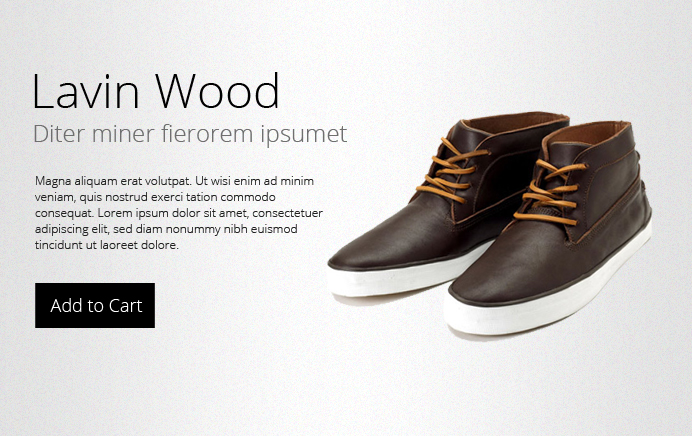 Lavin Wood
Diter miner fierorem ipsumet
Magna aliquam erat volutpat. Ut wisi enim ad minim
veniam, quis nostrud exerci tation commodo
consequat. Lorem ipsum dolor sit amet, consectetuer
adipiscing elit, sed diam nonummy nibh euismod
tincidunt ut laoreet dolore.
Add to Cart